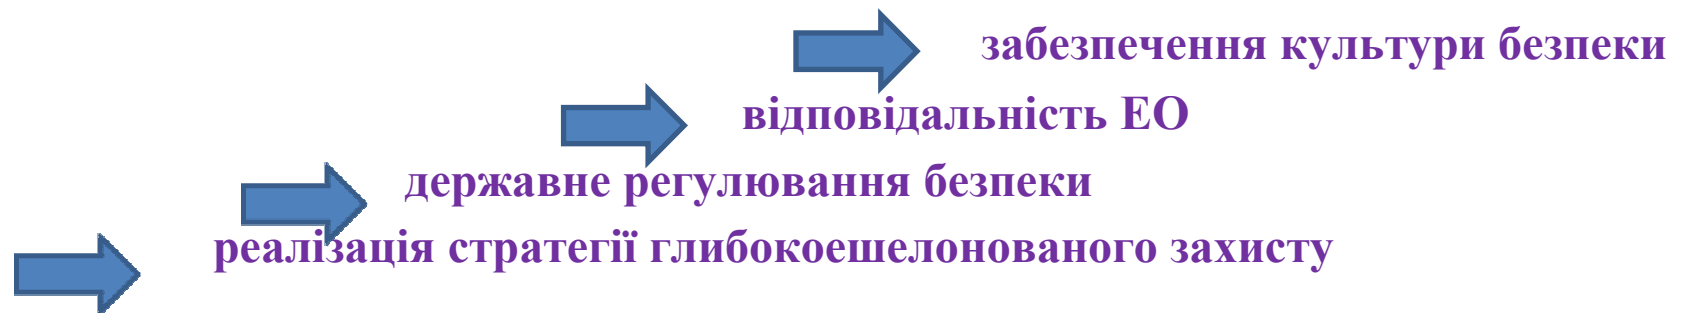 забезпечення культури безпеки
відповідальність ЕО
державне регулювання безпеки
реалізація стратегії глибокоешелонованого захисту